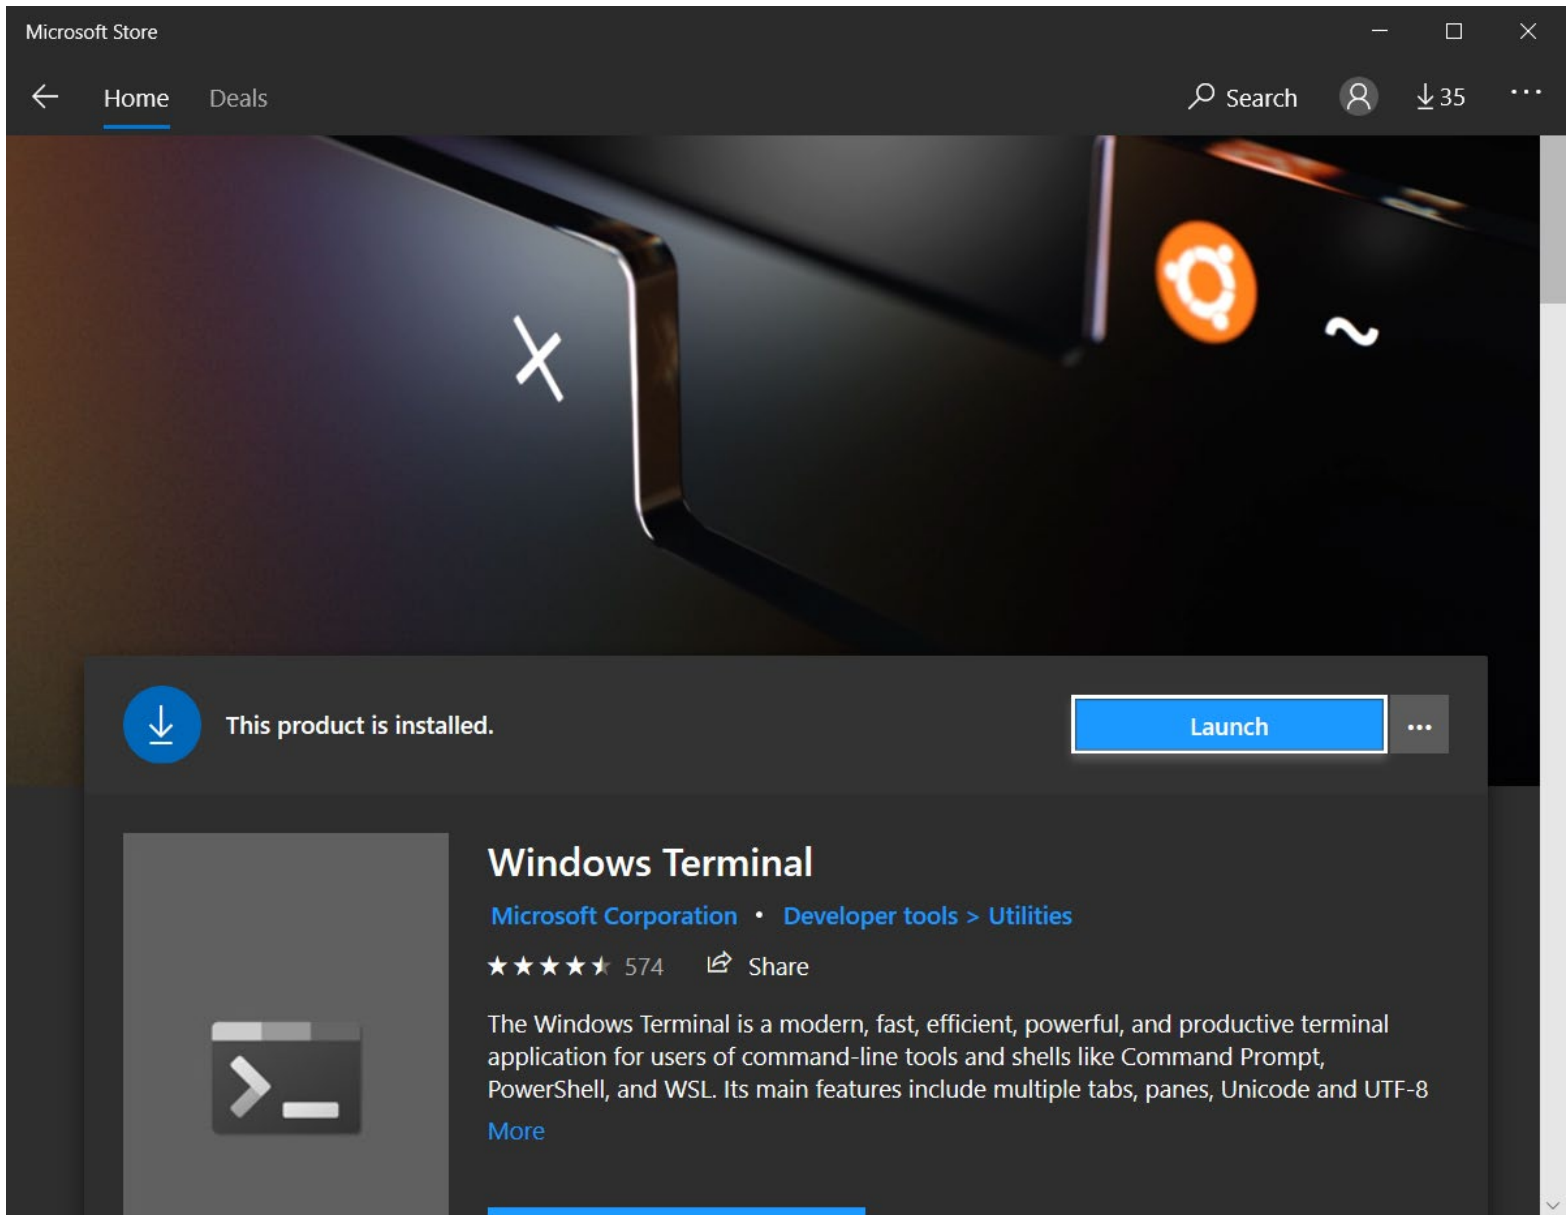 Microsoft Store
Home Deals Search 35 ...
X ~
This product is installed. Launch ...
Windows Terminal
Microsoft Corporation • Developer tools > Utilities
574 Share
The Windows Terminal is a modern, fast, efficient, powerful, and productive terminal
application for users of command-line tools and shells like Command Prompt,
PowerShell, and WSL. Its main features include multiple tabs, panes, Unicode and UTF-8
More